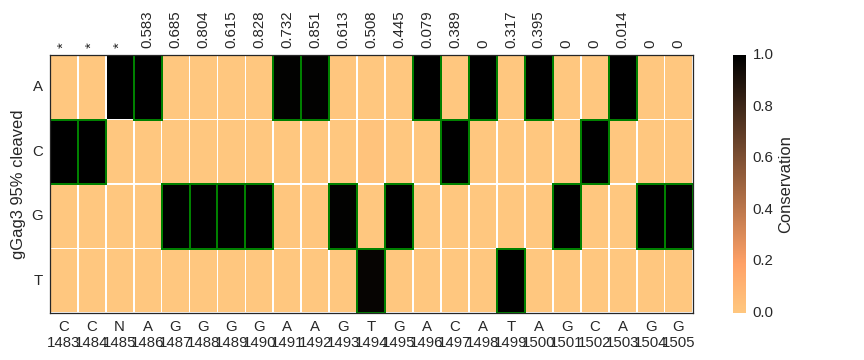 * * * 0.583 0.685 0.804 0.615 0.828 0.732 0.851 0.613 0.508 0.445 0.079 0.389 0 0.317 0.395 0 0 0.014 0 0
gGag3 95% cleaved
A
C
G
T
C C N A G G G G A A G T G A C A T A G C A G G
1483 1484 1485 1486 1487 1488 1489 1490 1491 1492 1493 1494 1495 1496 1497 1498 1499 1500 1501 1502 1503 1504 1505
1.0
0.8
0.6
0.4
0.2
0.0
Conservation